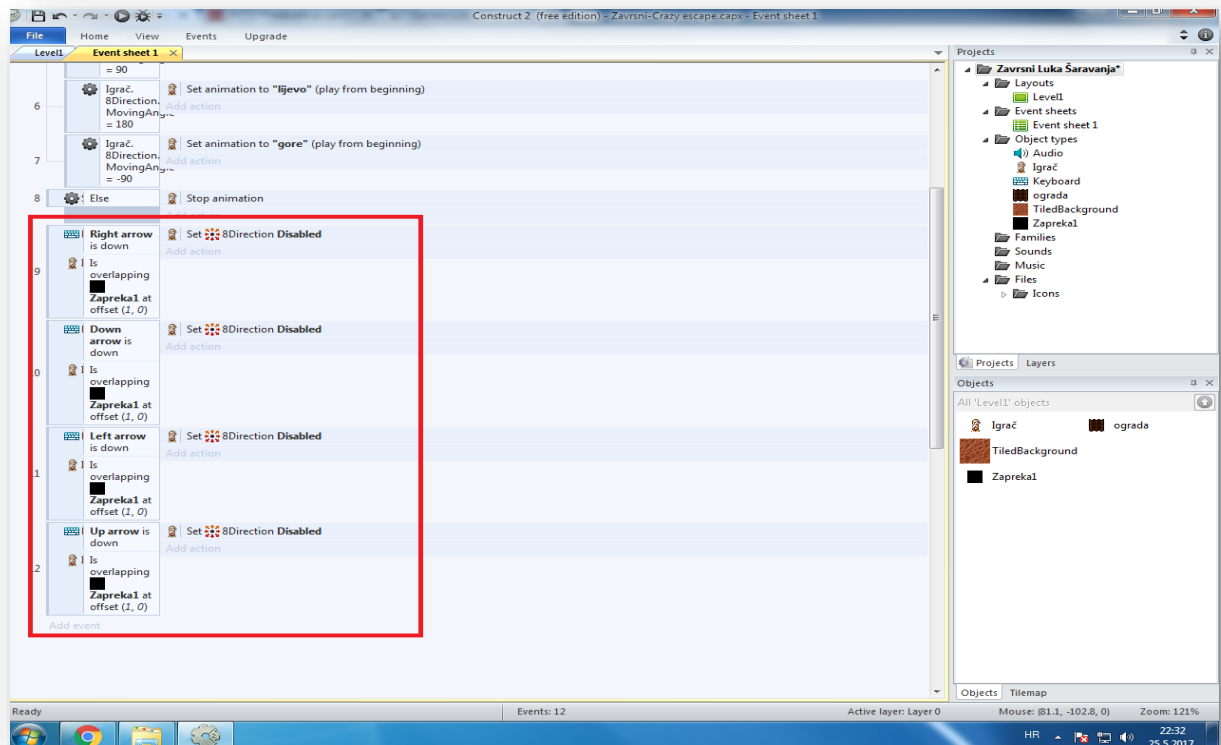 Construct 2 (free edition) - Zavrsni-Crazy escape.capx - Event sheet 1
File Home View Events Upgrade
Level1 Event sheet 1
= 90
6
Igrač.
8Direction.
= 180
Set animation to "lijevo" (play from beginning)
Add action
7
Igrač.
8Direction.
= -90
Set animation to "gore" (play from beginning)
Add action
8
Else
Stop animation
9
Right arrow
is down
Is
overlapping
Zapreka1 at
offset (1, 0)
Set 8Direction Disabled
Add action
Down
arrow is
down
Is
overlapping
Zapreka1 at
offset (1, 0)
Set 8Direction Disabled
Add action
Left arrow
is down
Is
overlapping
Zapreka1 at
offset (1, 0)
Set 8Direction Disabled
Add action
Up arrow is
down
Is
overlapping
Zapreka1 at
offset (1, 0)
Set 8Direction Disabled
Add action
Add event
Projects
Zavrsni Luka Šaravanja*
Layouts
Level1
Event sheets
Event sheet 1
Object types
Audio
Igrač
Keyboard
ograda
TiledBackground
Zapreka1
Families
Sounds
Music
Files
Icons
Projects Layers
Objects
All 'Level1' objects
Igrač ograda
TiledBackground
Zapreka1
Objects Tilemap
Ready Events: 12 Active layer: Layer 0 Mouse: (81.1, -102.8, 0) Zoom: 121%
HR 22:32
25.5.2017